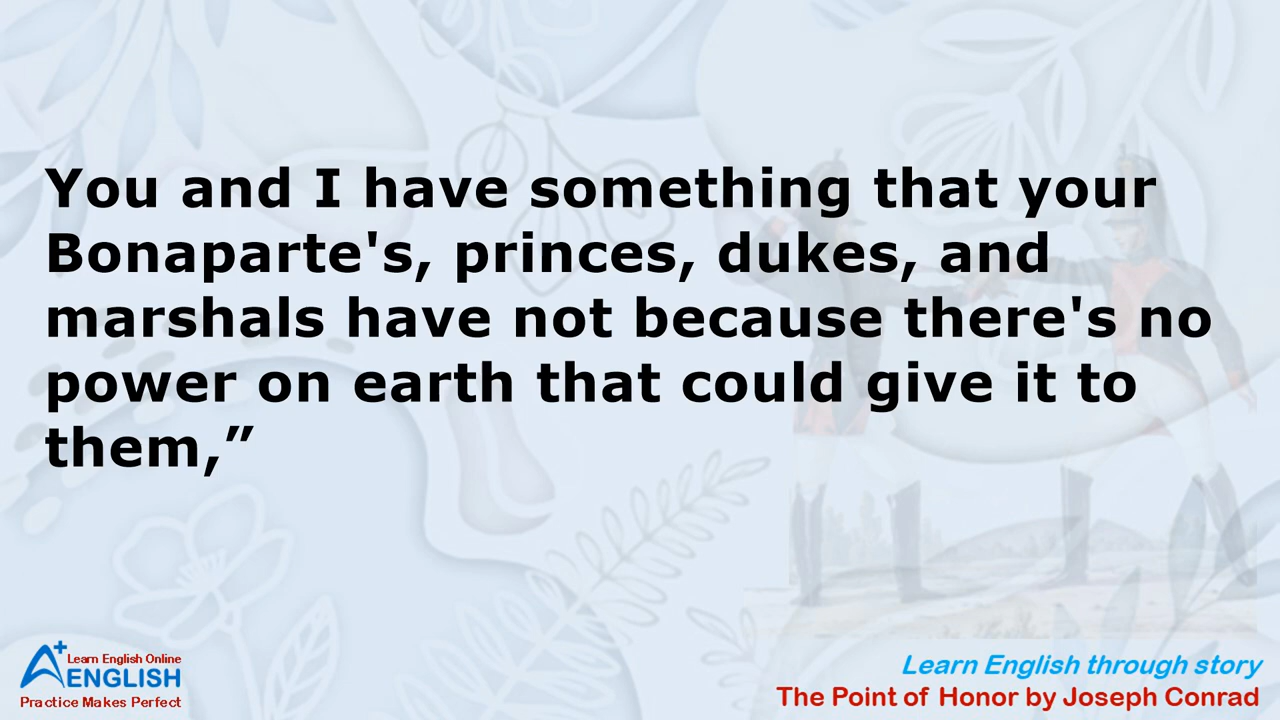 You and I have something that your
Bonaparte's, princes, dukes, and
marshals have not because there's no
power on earth that could give it to
them,”
A+ Learn English Online
ENGLISH
Practice Makes Perfect
Learn English through story
The Point of Honor by Joseph Conrad